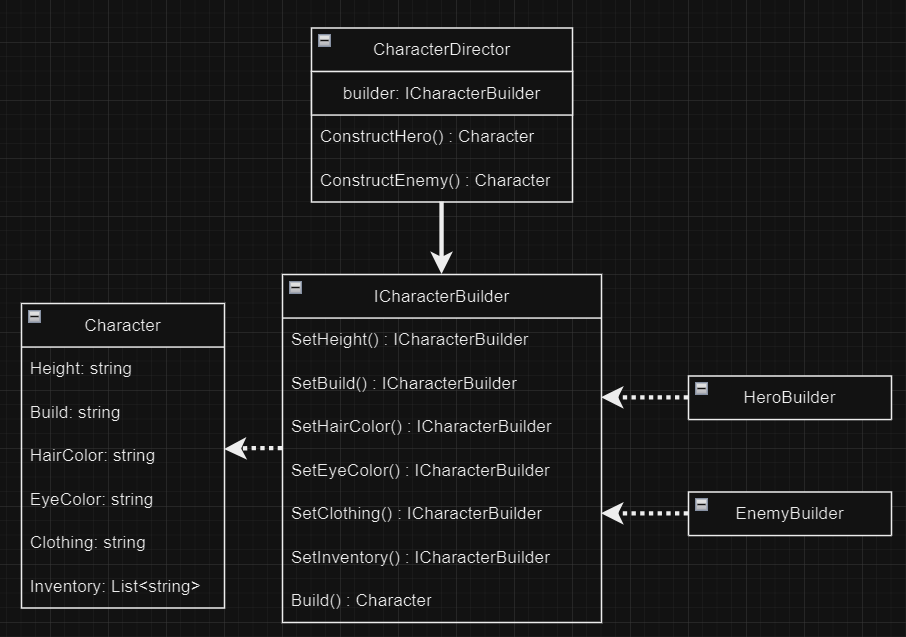 CharacterDirector
builder: ICharacterBuilder
ConstructHero() : Character
ConstructEnemy() : Character
ICharacterBuilder
SetHeight() : ICharacterBuilder
SetBuild() : ICharacterBuilder
SetHairColor() : ICharacterBuilder
SetEyeColor() : ICharacterBuilder
SetClothing() : ICharacterBuilder
SetInventory() : ICharacterBuilder
Build() : Character
Character
Height: string
Build: string
HairColor: string
EyeColor: string
Clothing: string
Inventory: List<string>
HeroBuilder
EnemyBuilder